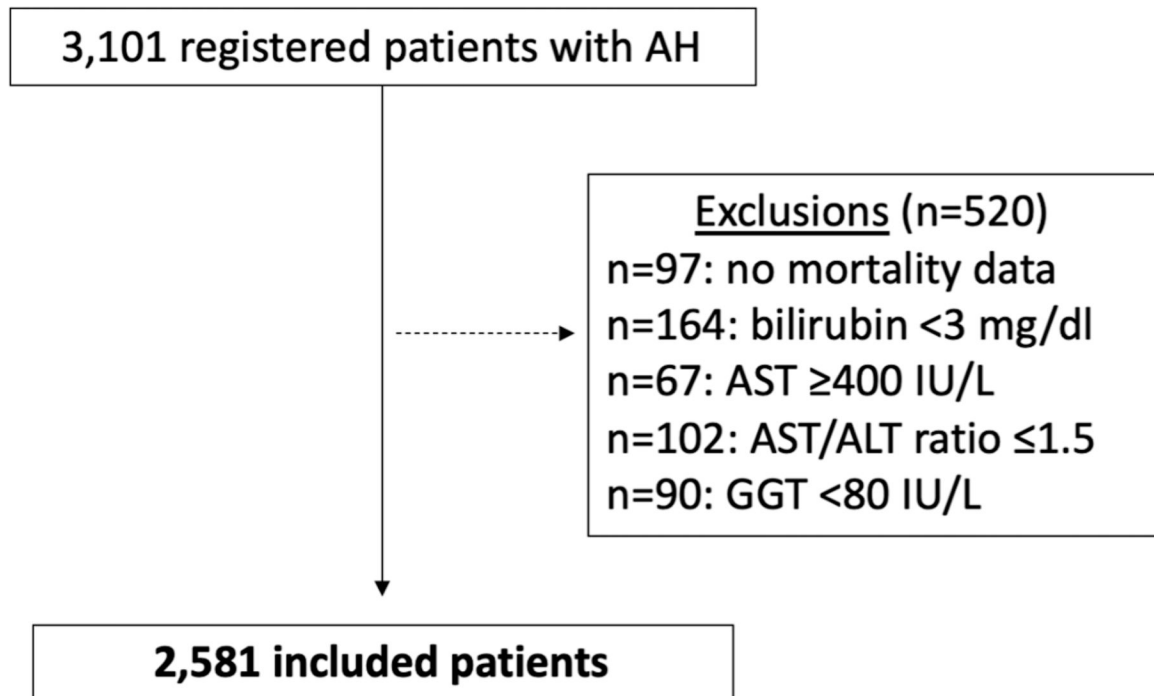 3,101 registered patients with AH
Exclusions (n=520)
n=97: no mortality data
n=164: bilirubin <3 mg/dl
n=67: AST ≥400 IU/L
n=102: AST/ALT ratio ≤1.5
n=90: GGT <80 IU/L
2,581 included patients